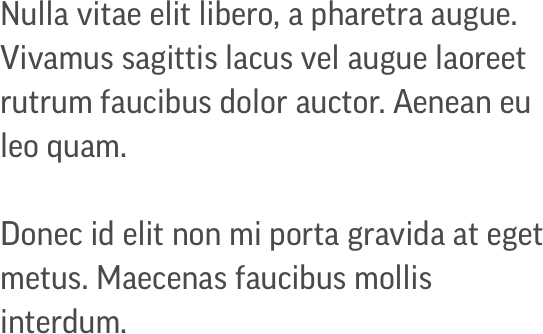 Nulla vitae elit libero, a pharetra augue.
Vivamus sagittis lacus vel augue laoreet
rutrum faucibus dolor auctor. Aenean eu
leo quam.

Donec id elit non mi porta gravida at eget
metus. Maecenas faucibus mollis
interdum.